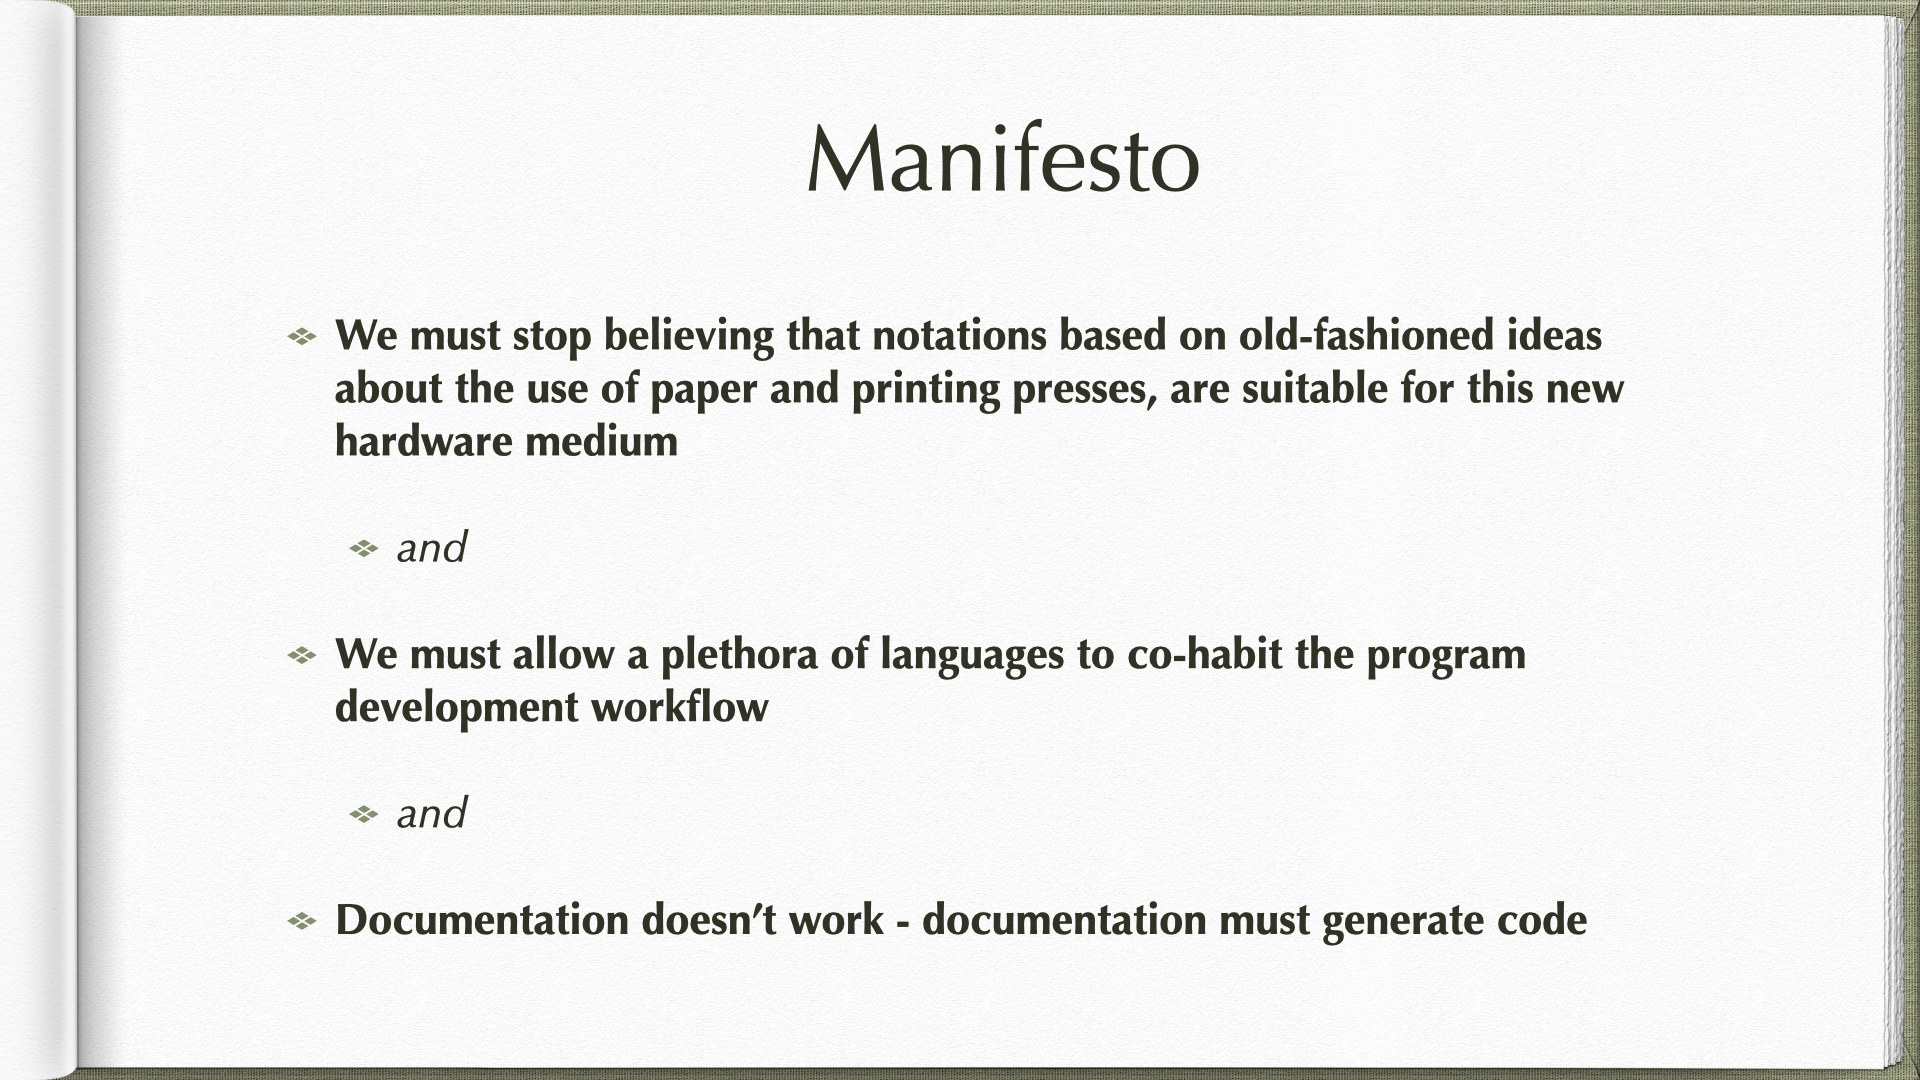 Manifesto
We must stop believing that notations based on old-fashioned ideas
about the use of paper and printing presses, are suitable for this new
hardware medium
and
We must allow a plethora of languages to co-habit the program
development workflow
and
Documentation doesn’t work - documentation must generate code